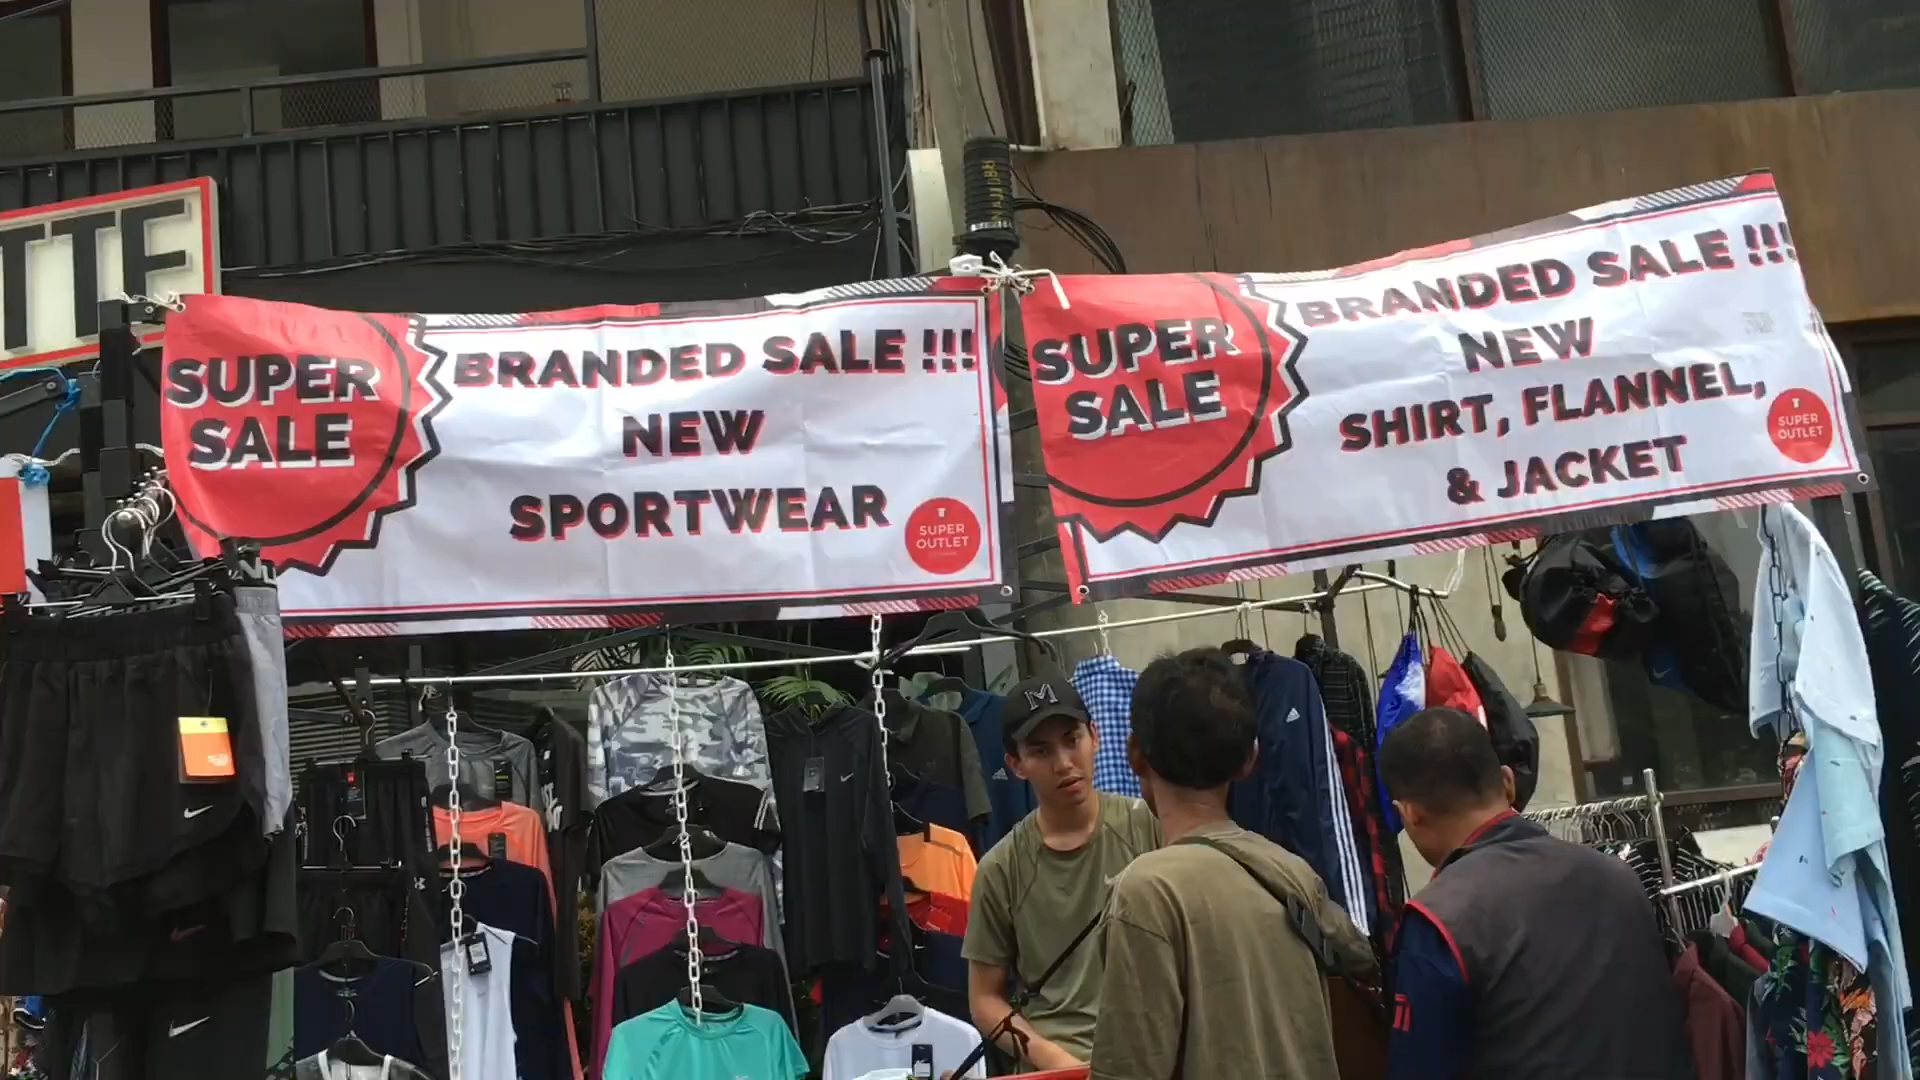 TTE
SUPER
SALE
BRANDED SALE !!!
NEW
SPORTWEAR
SUPER
OUTLET
SUPER
SALE
BRANDED SALE !!!
NEW
SHIRT, FLANNEL,
& JACKET
SUPER
OUTLET
M